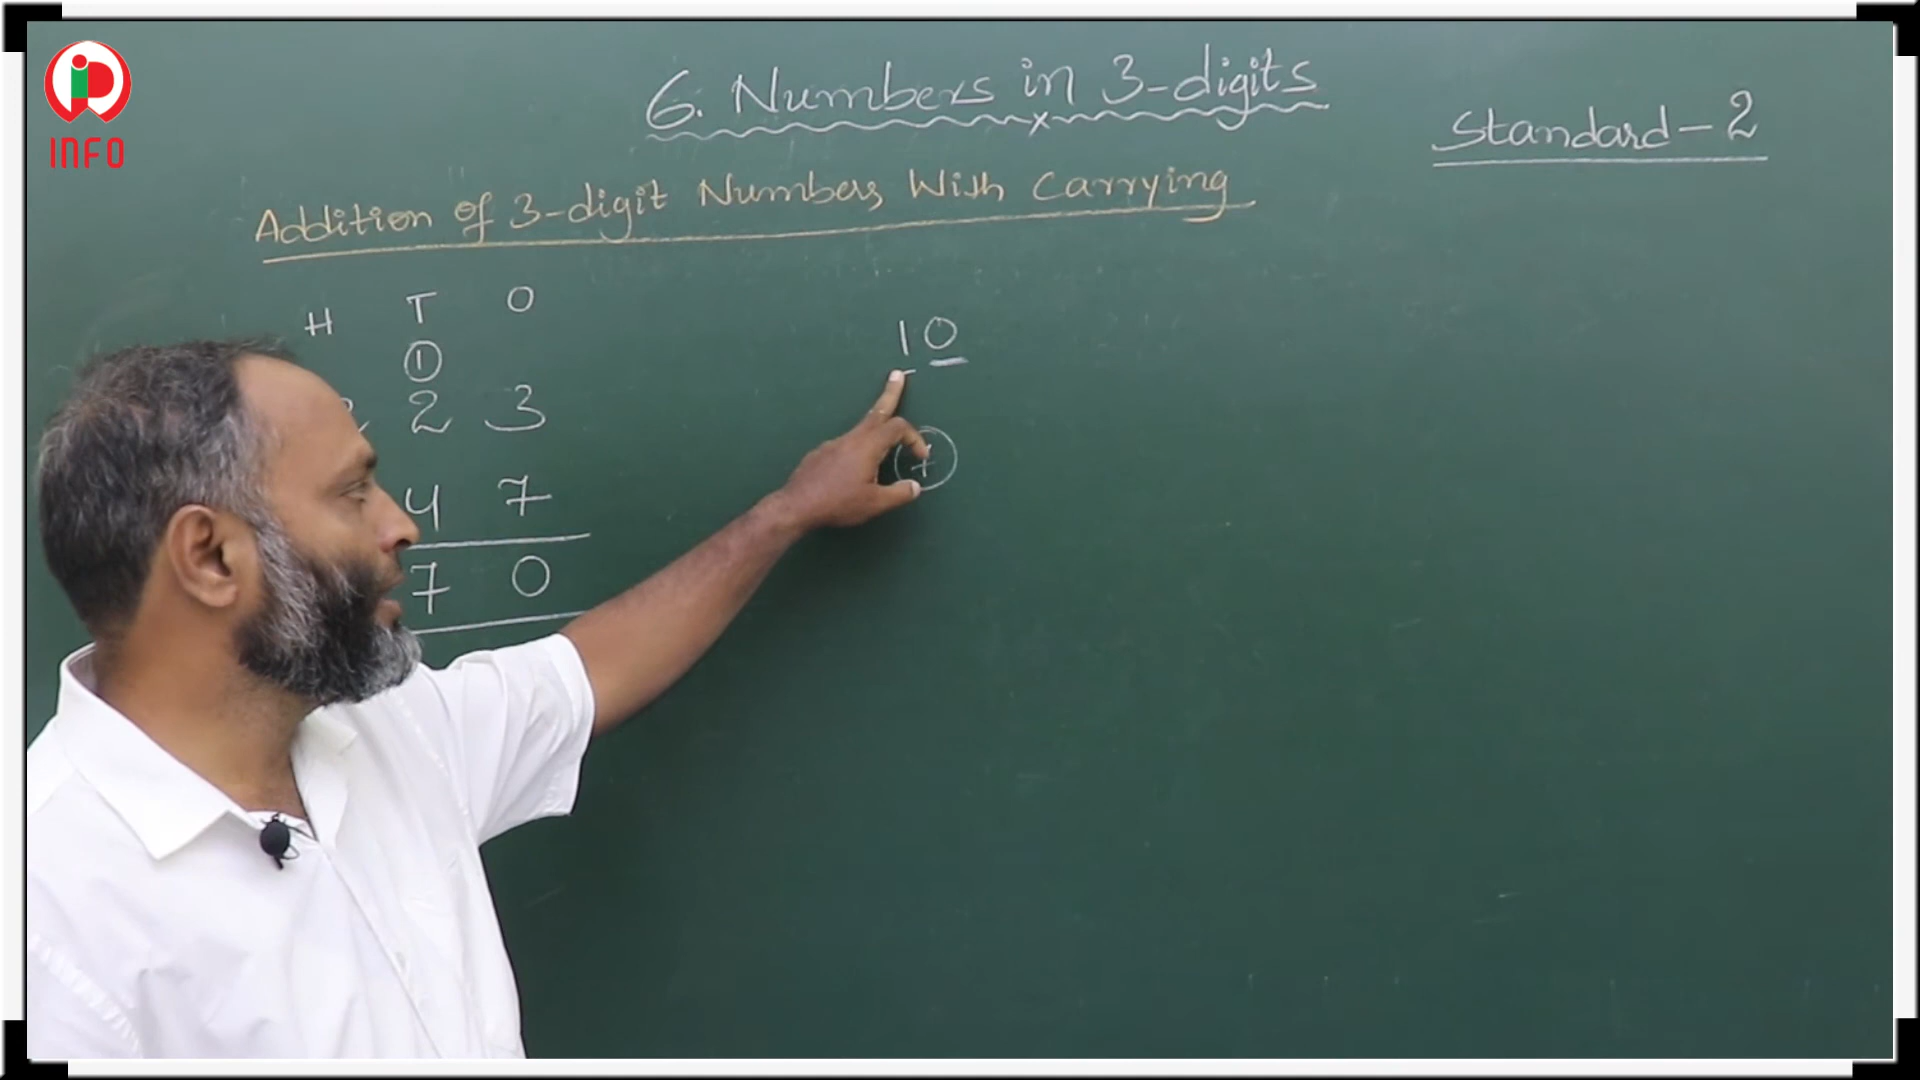 INFO
6. Numbers in 3-digits
Standard-2
Addition of 3-digit Numbers With Carrying
H T O
1
2 3
4 7
7 0
10
+